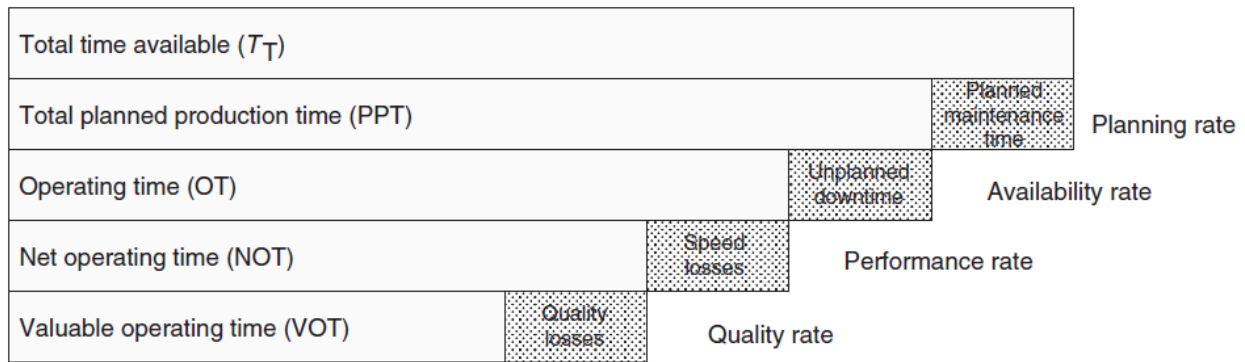 Total time available (TT)
Total planned production time (PPT)
Planned
maintenance
time
Planning rate
Operating time (OT)
Unplanned
downtime
Availability rate
Net operating time (NOT)
Speed
losses
Performance rate
Valuable operating time (VOT)
Quality
losses
Quality rate